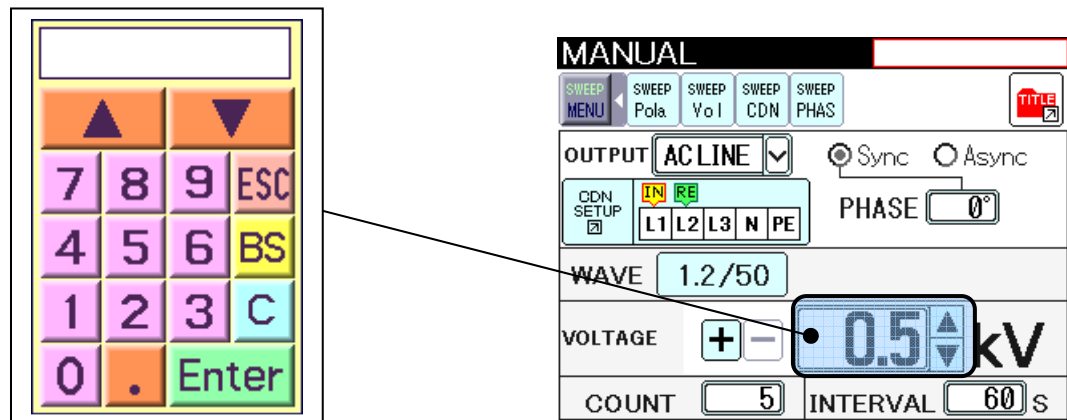 ▲ ▼
7 8 9 ESC
4 5 6 BS
1 2 3 C
0 . Enter
MANUAL
SWEEP MENU SWEEP Pola. SWEEP Vol SWEEP CDN SWEEP PHAS TITLE
OUTPUT AC LINE Sync Async
CDN SETUP IN RE
L1 L2 L3 N PE
PHASE 0°
WAVE 1.2/50
VOLTAGE + − 0.5 kV
COUNT 5 INTERVAL 60 s